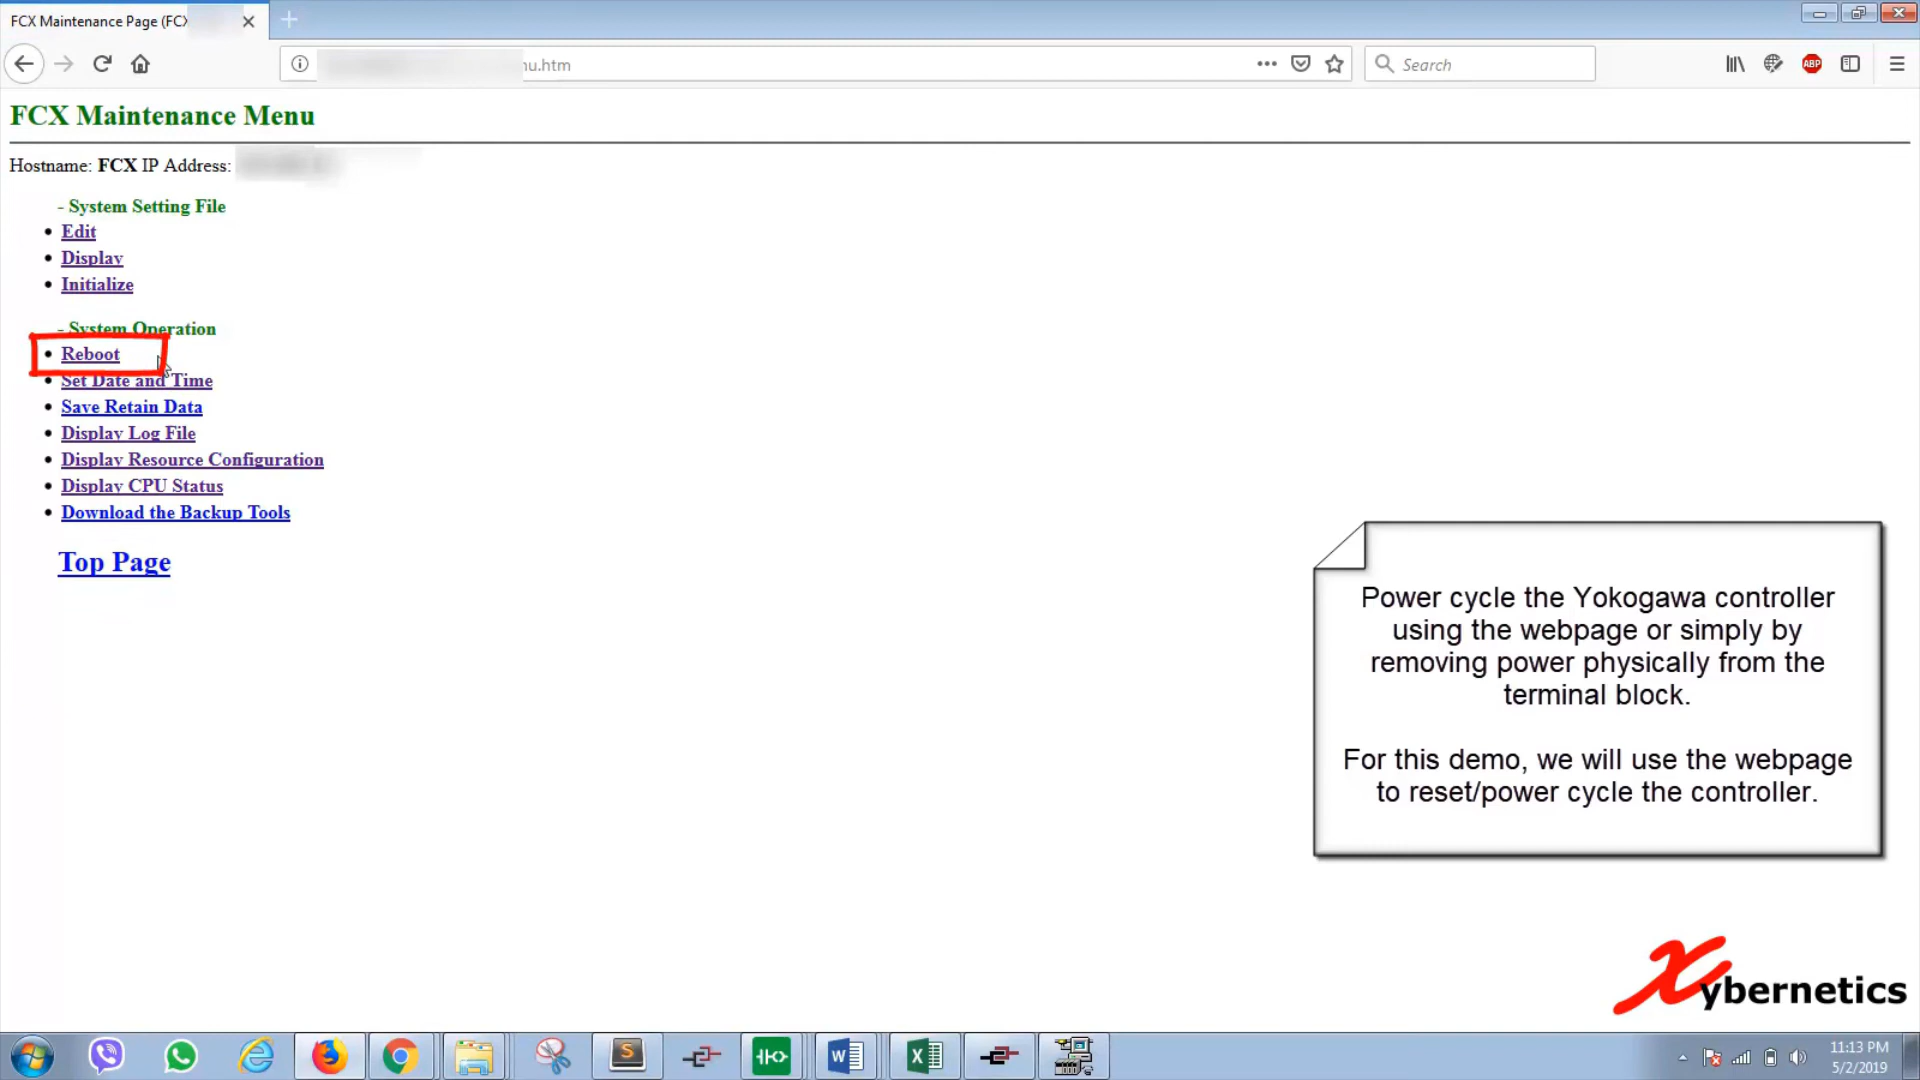 FCX Maintenance Page (FCX
nu.htm
Search
ABP
FCX Maintenance Menu
Hostname: FCX IP Address:
- System Setting File
Edit
Display
Initialize
- System Operation
Reboot
Set Date and Time
Save Retain Data
Display Log File
Display Resource Configuration
Display CPU Status
Download the Backup Tools
Top Page
Power cycle the Yokogawa controller
using the webpage or simply by
removing power physically from the
terminal block.
For this demo, we will use the webpage
to reset/power cycle the controller.
Xybernetics
11:13 PM
5/2/2019